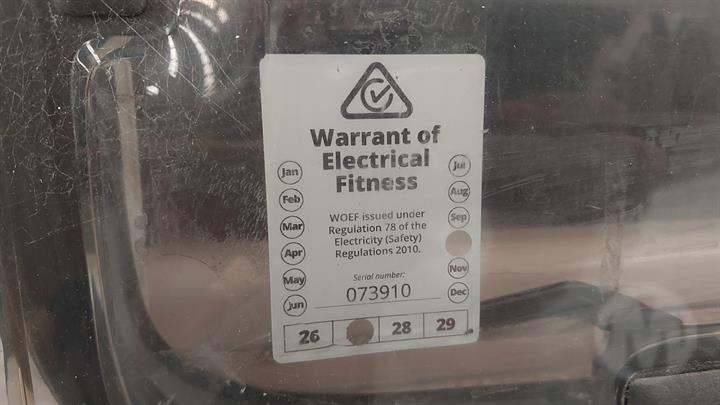 Warrant of
Electrical
Fitness
Jan
Feb
Mar
Apr
May
Jun
WOEF issued under
Regulation 78 of the
Electricity (Safety)
Regulations 2010.
Serial number:
073910
Jul
Aug
Sep
Nov
Dec
26 28 29
M